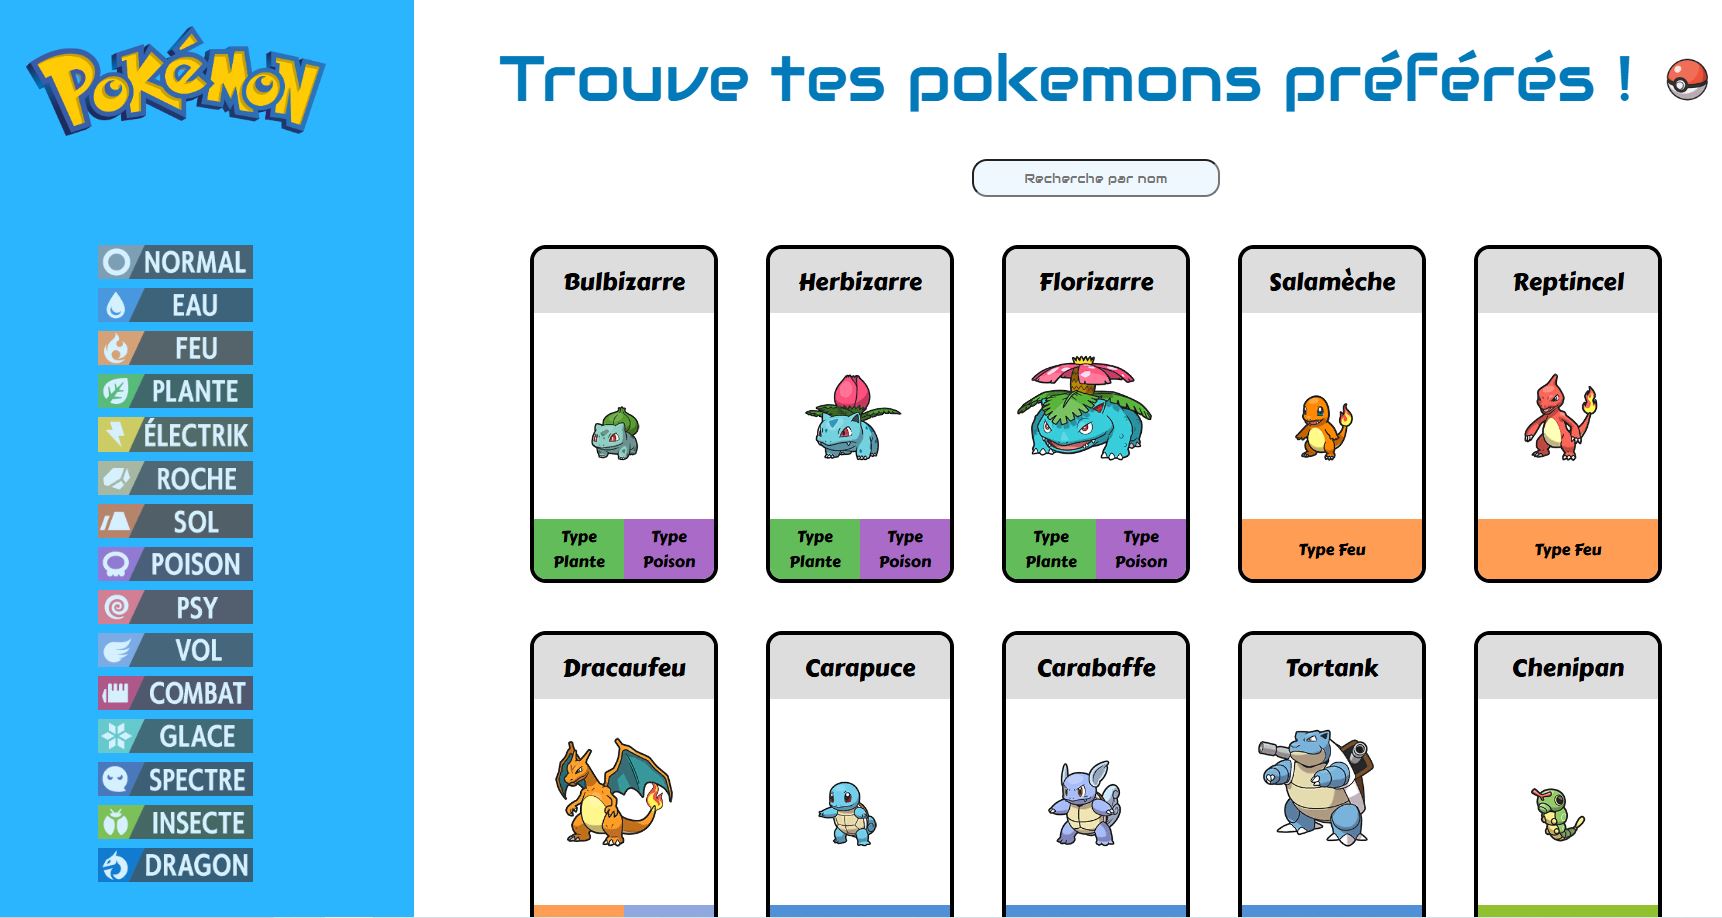 POKÉMON
Trouve tes pokemons préférés !
Recherche par nom
NORMAL
EAU
FEU
PLANTE
ÉLECTRIK
ROCHE
SOL
POISON
PSY
VOL
COMBAT
GLACE
SPECTRE
INSECTE
DRAGON
Bulbizarre
Type
Plante
Type
Poison
Herbizarre
Type
Plante
Type
Poison
Florizarre
Type
Plante
Type
Poison
Salamèche
Type Feu
Reptincel
Type Feu
Dracaufeu
Carapuce
Carabaffe
Tortank
Chenipan